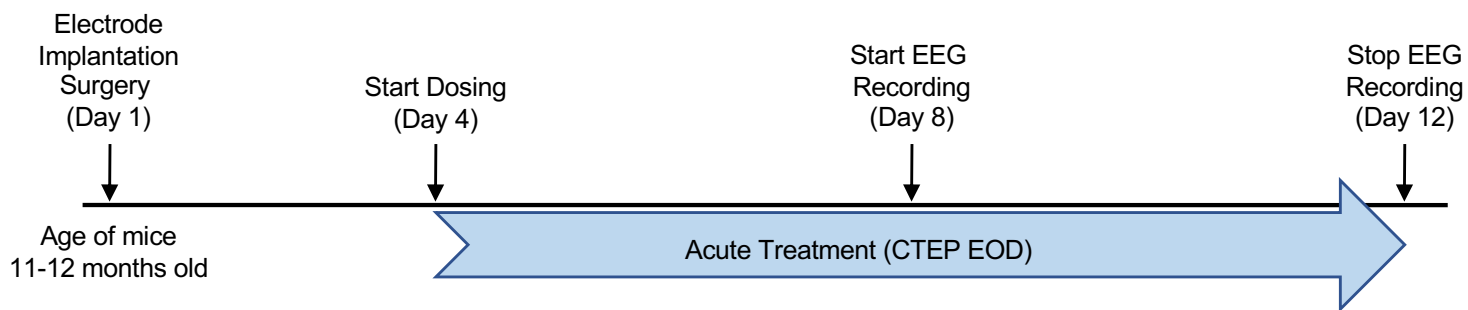 Electrode
Implantation
Surgery
(Day 1)
Start Dosing
(Day 4)
Start EEG
Recording
(Day 8)
Stop EEG
Recording
(Day 12)
Age of mice
11-12 months old
Acute Treatment (CTEP EOD)